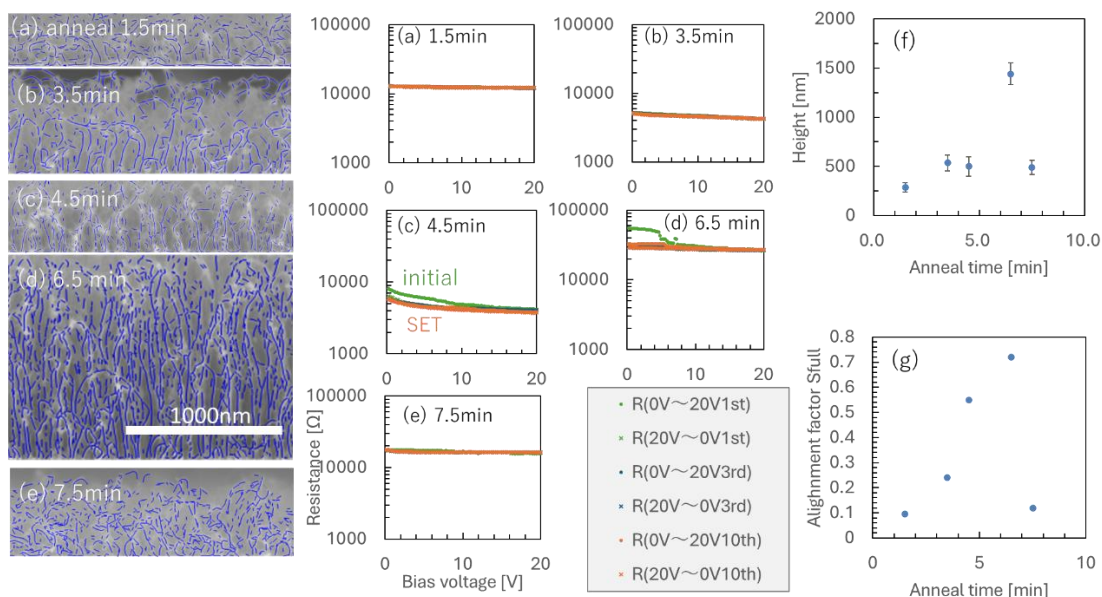 (a) anneal 1.5min
(b) 3.5min
(c) 4.5min
(d) 6.5 min
1000nm
(e) 7.5min
100000
10000
1000
(a) 1.5min
0
10
20
100000
10000
1000
(b) 3.5min
0
10
20
100000
10000
1000
(c) 4.5min
initial
SET
0
10
20
100000
10000
1000
(d) 6.5 min
0
10
20
Resistance [Ω]
100000
10000
1000
(e) 7.5min
0
10
20
Bias voltage [V]
R(0V～20V1st)
R(20V～0V1st)
R(0V～20V3rd)
R(20V～0V3rd)
R(0V～20V10th)
R(20V～0V10th)
Height [nm]
2000
1500
1000
500
0
(f)
0.0
5.0
10.0
Anneal time [min]
Alighnment factor Sfull
0.8
0.7
0.6
0.5
0.4
0.3
0.2
0.1
0
(g)
0
5
10
Anneal time [min]